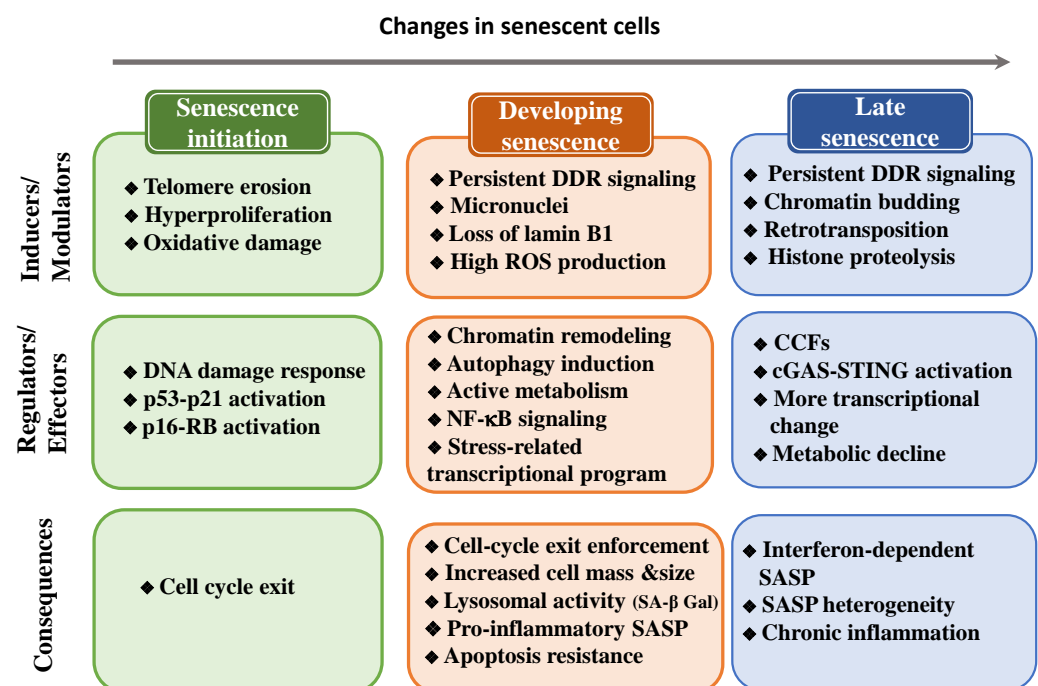 Changes in senescent cells
Senescence
initiation
Developing
senescence
Late
senescence
Inducers/
Modulators
❖ Telomere erosion
❖ Hyperproliferation
❖ Oxidative damage
❖ Persistent DDR signaling
❖ Micronuclei
❖ Loss of lamin B1
❖ High ROS production
❖ Persistent DDR signaling
❖ Chromatin budding
❖ Retrotransposition
❖ Histone proteolysis
Regulators/
Effectors
❖ DNA damage response
❖ p53-p21 activation
❖ p16-RB activation
❖ Chromatin remodeling
❖ Autophagy induction
❖ Active metabolism
❖ NF-κB signaling
❖ Stress-related
transcriptional program
❖ CCFs
❖ cGAS-STING activation
❖ More transcriptional
change
❖ Metabolic decline
Consequences
❖ Cell cycle exit
❖ Cell-cycle exit enforcement
❖ Increased cell mass &size
❖ Lysosomal activity (SA-β Gal)
❖ Pro-inflammatory SASP
❖ Apoptosis resistance
❖ Interferon-dependent
SASP
❖ SASP heterogeneity
❖ Chronic inflammation